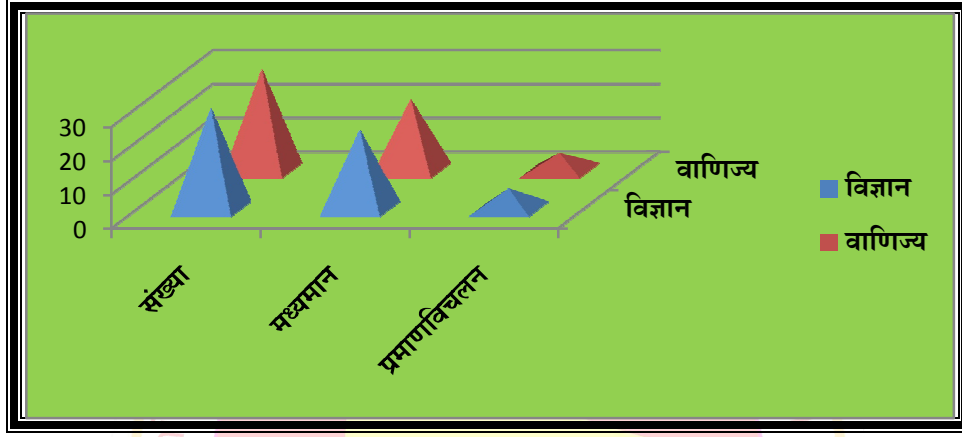 30
20
10
0
संख्या
मध्यमान
प्रमाणविचलन
वाणिज्य
विज्ञान
विज्ञान
वाणिज्य